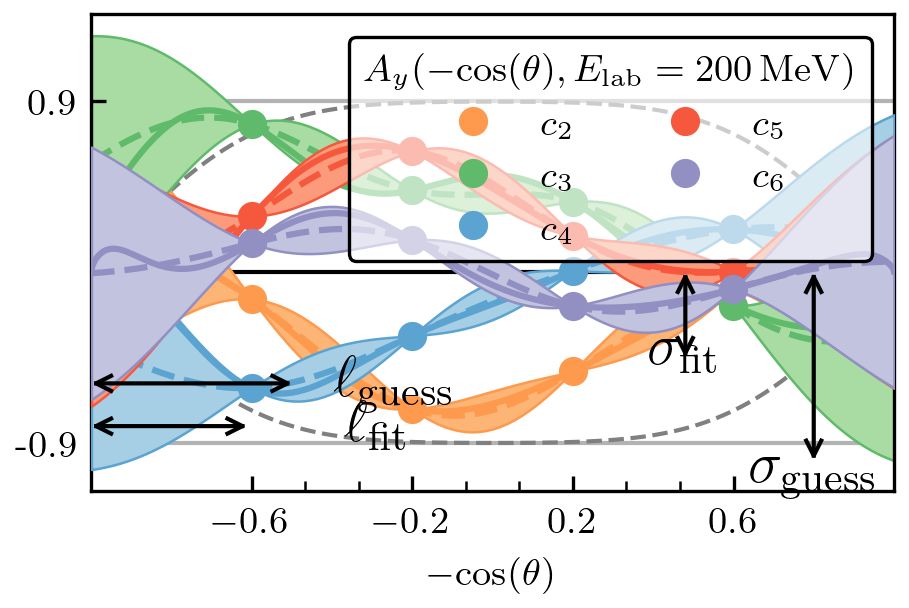 A_y(−cos(θ), E_lab = 200 MeV)
0.9
c_2 c_5
c_3 c_6
c_4
σ_fit
ℓ_guess
ℓ_fit
-0.9
σ_guess
−0.6 −0.2 0.2 0.6
−cos(θ)